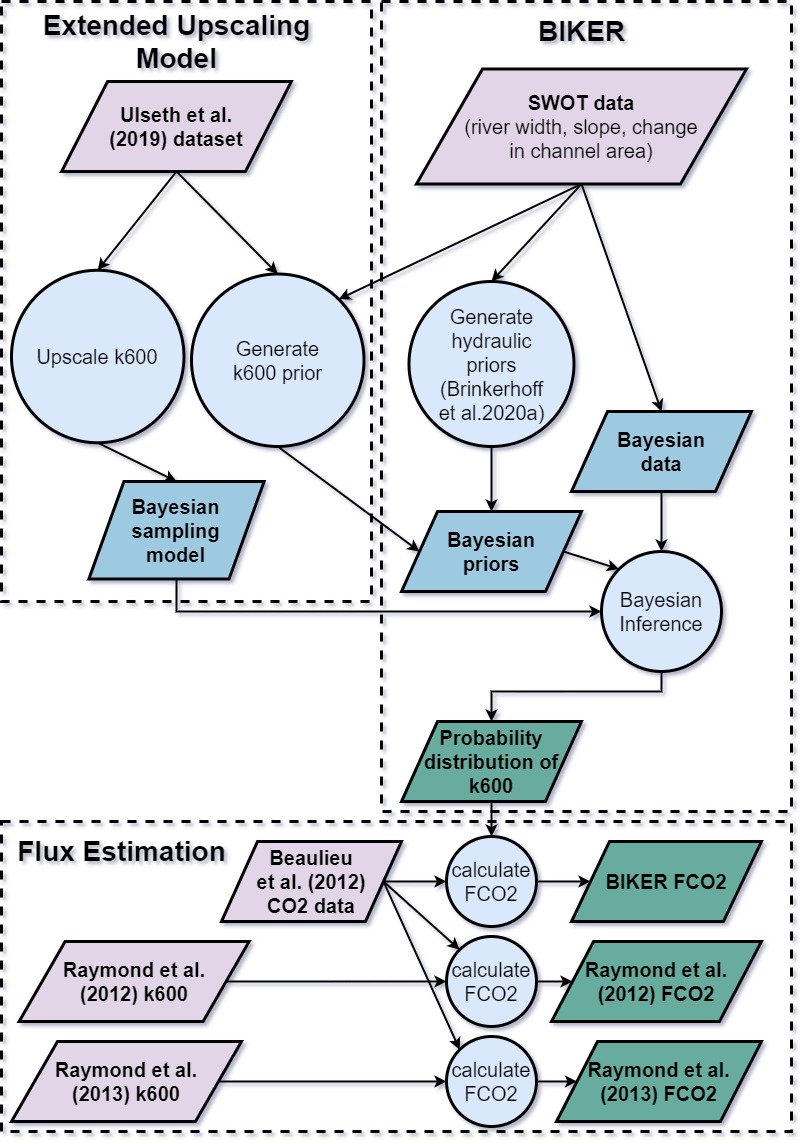 Extended Upscaling
Model
Ulseth et al.
(2019) dataset
Upscale k600
Generate
k600 prior
Bayesian
sampling
model
BIKER
SWOT data
(river width, slope, change
in channel area)
Generate
hydraulic
priors
(Brinkerhoff
et al.2020a)
Bayesian
data
Bayesian
priors
Bayesian
Inference
Probability
distribution of
k600
Flux Estimation
Beaulieu
et al. (2012)
CO2 data
calculate
FCO2
BIKER FCO2
Raymond et al.
(2012) k600
calculate
FCO2
Raymond et al.
(2012) FCO2
Raymond et al.
(2013) k600
calculate
FCO2
Raymond et al.
(2013) FCO2